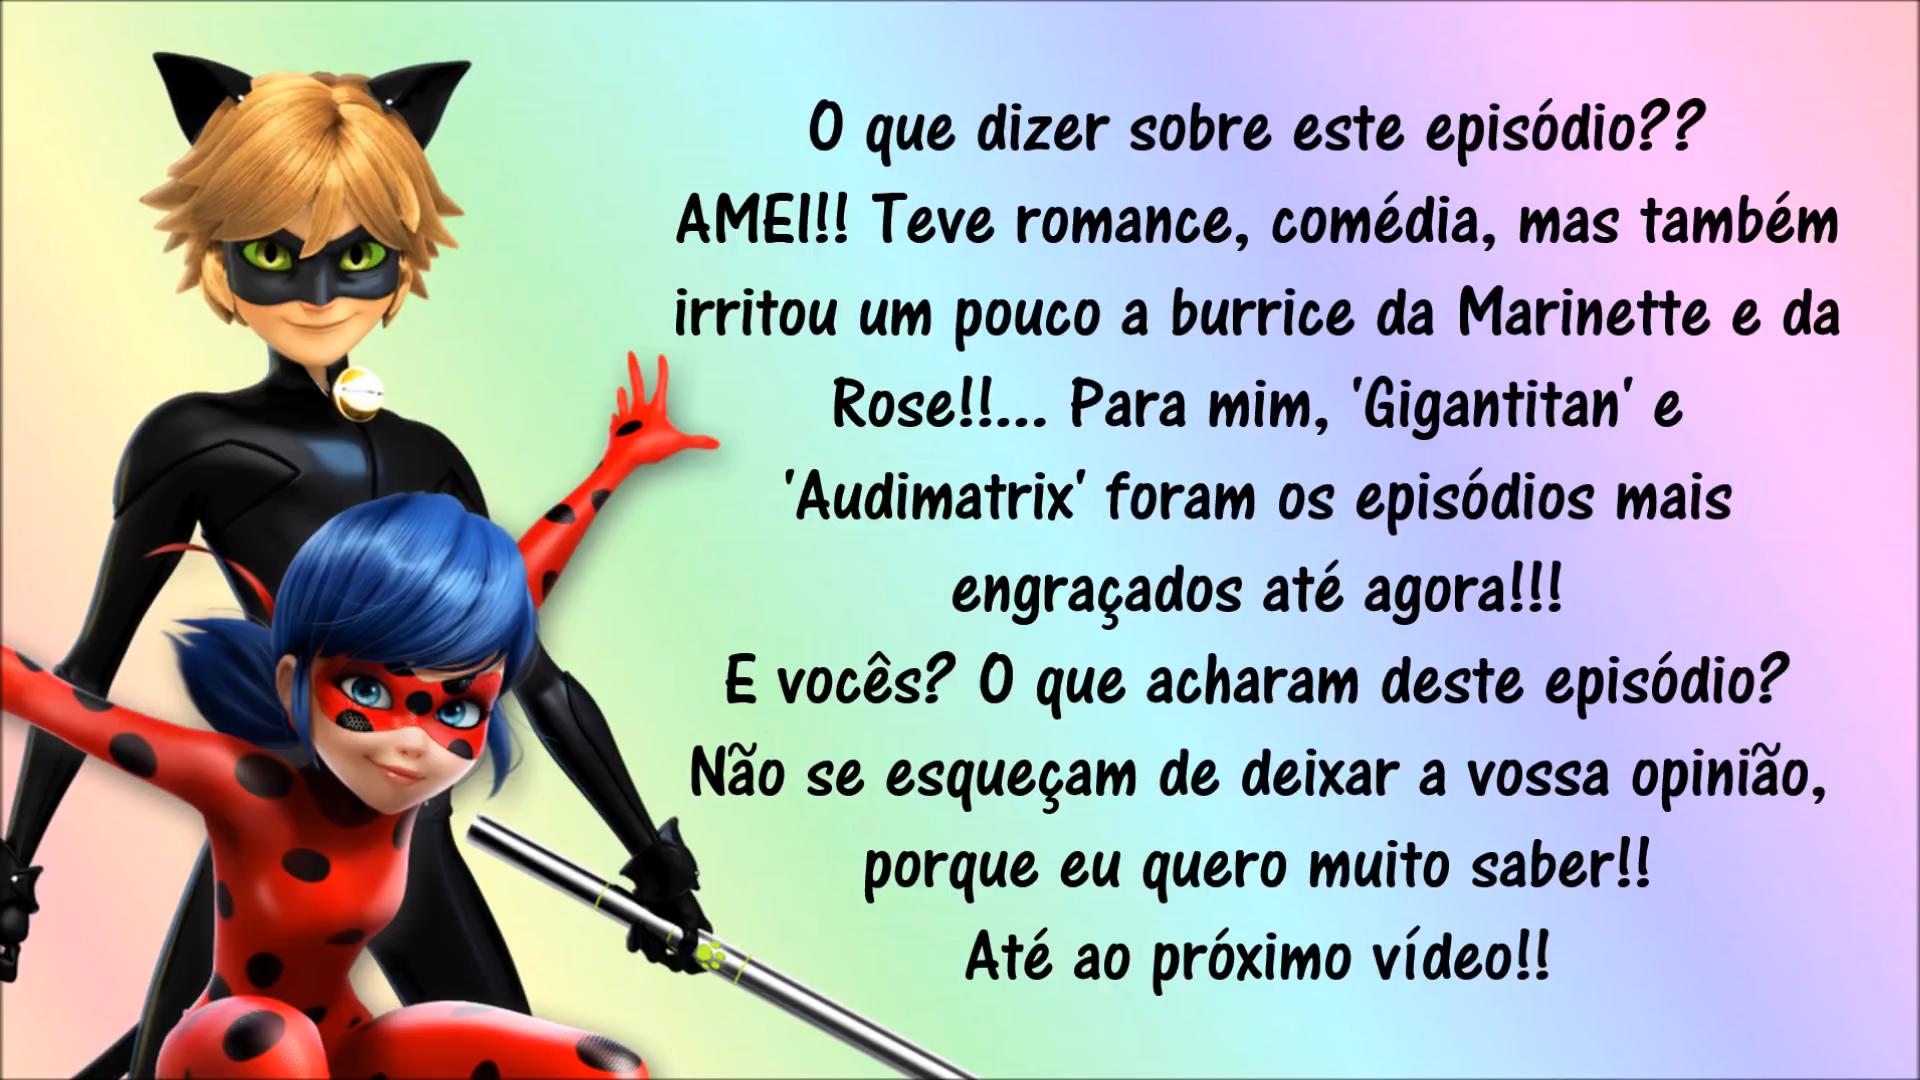 O que dizer sobre este episódio??
AMEI!! Teve romance, comédia, mas também
irritou um pouco a burrice da Marinette e da
Rose!!... Para mim, 'Gigantitan' e
'Audimatrix' foram os episódios mais
engraçados até agora!!!
E vocês? O que acharam deste episódio?
Não se esqueçam de deixar a vossa opinião,
porque eu quero muito saber!!
Até ao próximo vídeo!!